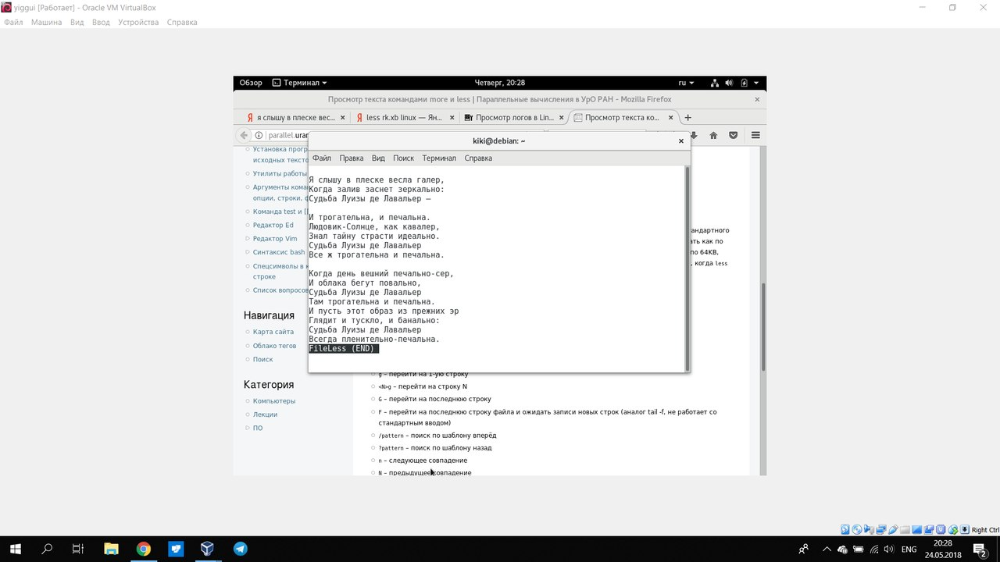 yiggui [Работает] - Oracle VM VirtualBox
Файл Машина Вид Ввод Устройства Справка
Обзор Терминал Четверг, 20:28 ru
Просмотр текста командами more и less | Параллельные вычисления в УрО РАН - Mozilla Firefox
Я я слышу в плеске вес... Я less rk.xb linux — Ян... Просмотр логов в Lin... Просмотр текста ко...
parallel.uran
kiki@debian: ~
Файл Правка Вид Поиск Терминал Справка
Установка прогр
исходных тексто
Утилиты работы
Аргументы кома
опции, строки, ф
Команда test и [[
Редактор Ed
Редактор Vim
Синтаксис bash
Спецсимволы в к
строке
Список вопросов
Навигация
Карта сайта
Облако тегов
Поиск
Категория
Компьютеры
Лекции
ПО
Я слышу в плеске весла галер,
Когда залив заснет зеркально:
Судьба Луизы де Лавальер —
И трогательна, и печальна.
Людовик-Солнце, как кавалер,
Знал тайну страсти идеально.
Судьба Луизы де Лавальер
Все ж трогательна и печальна.
Когда день вешний печально-сер,
И облака бегут повально,
Судьба Луизы де Лавальер
Там трогательна и печальна.
И пусть этот образ из прежних эр
Глядит и тускло, и банально:
Судьба Луизы де Лавальер
Всегда пленительно-печальна.
FileLess (END)
андартного
ать как по
по 64KB,
, когда less
g – перейти на 1-ую строку
<N>g – перейти на строку N
G – перейти на последнюю строку
F – перейти на последнюю строку файла и ожидать записи новых строк (аналог tail -f, не работает со
стандартным вводом)
/pattern – поиск по шаблону вперёд
?pattern – поиск по шаблону назад
n – следующее совпадение
N – предыдущее совпадение
Right Ctrl
ENG
20:28
24.05.2018
2